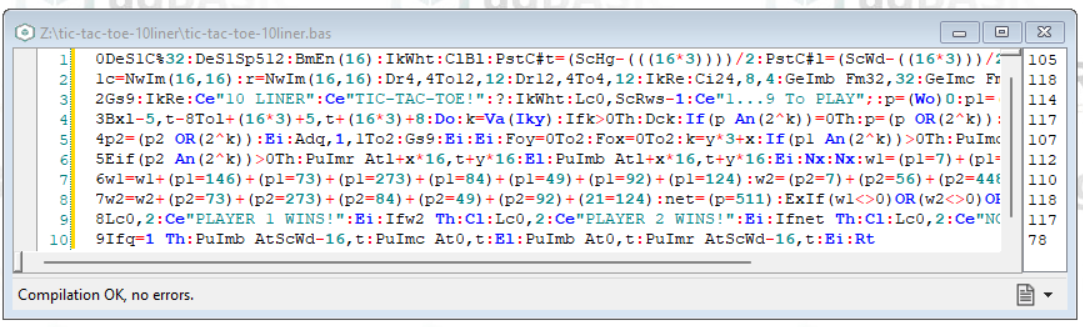 Z:\tic-tac-toe-10liner\tic-tac-toe-10liner.bas
1 0DeSlC%32:DeSlSp512:BmEn(16):IkWht:ClBl:PstC#t=(ScHg-(((16*3))))/2:PstC#l=(ScWd-((16*3)))/2 105
2 1c=NwIm(16,16):r=NwIm(16,16):Dr4,4To12,12:Dr12,4To4,12:IkRe:Ci24,8,4:GeImb Fm32,32:GeImc Fr 118
3 2Gs9:IkRe:Ce"10 LINER":Ce"TIC-TAC-TOE!":?:IkWht:Lc0,ScRws-1:Ce"1...9 To PLAY";:p=(Wo)0:p1= 114
4 3Bxl-5,t-8Tol+(16*3)+5,t+(16*3)+8:Do:k=Va(Iky):Ifk>0Th:Dck:If(p An(2^k))=0Th:p=(p OR(2^k)): 117
5 4p2=(p2 OR(2^k)):Ei:Adq,1,1To2:Gs9:Ei:Ei:Foy=0To2:Fox=0To2:k=y*3+x:If(p1 An(2^k))>0Th:PuImc 107
6 5Eif(p2 An(2^k))>0Th:PuImr Atl+x*16,t+y*16:El:PuImb Atl+x*16,t+y*16:Ei:Nx:Nx:w1=(p1=7)+(p1= 112
7 6w1=w1+(p1=146)+(p1=73)+(p1=273)+(p1=84)+(p1=49)+(p1=92)+(p1=124):w2=(p2=7)+(p2=56)+(p2=448 110
8 7w2=w2+(p2=73)+(p2=273)+(p2=84)+(p2=49)+(p2=92)+(21=124):net=(p=511):ExIf(w1<>0)OR(w2<>0)OR 118
9 8Lc0,2:Ce"PLAYER 1 WINS!":Ei:Ifw2 Th:Cl:Lc0,2:Ce"PLAYER 2 WINS!":Ei:Ifnet Th:Cl:Lc0,2:Ce"NO 117
10 9Ifq=1 Th:PuImb AtScWd-16,t:PuImc At0,t:El:PuImb At0,t:PuImr AtScWd-16,t:Ei:Rt 78
Compilation OK, no errors.